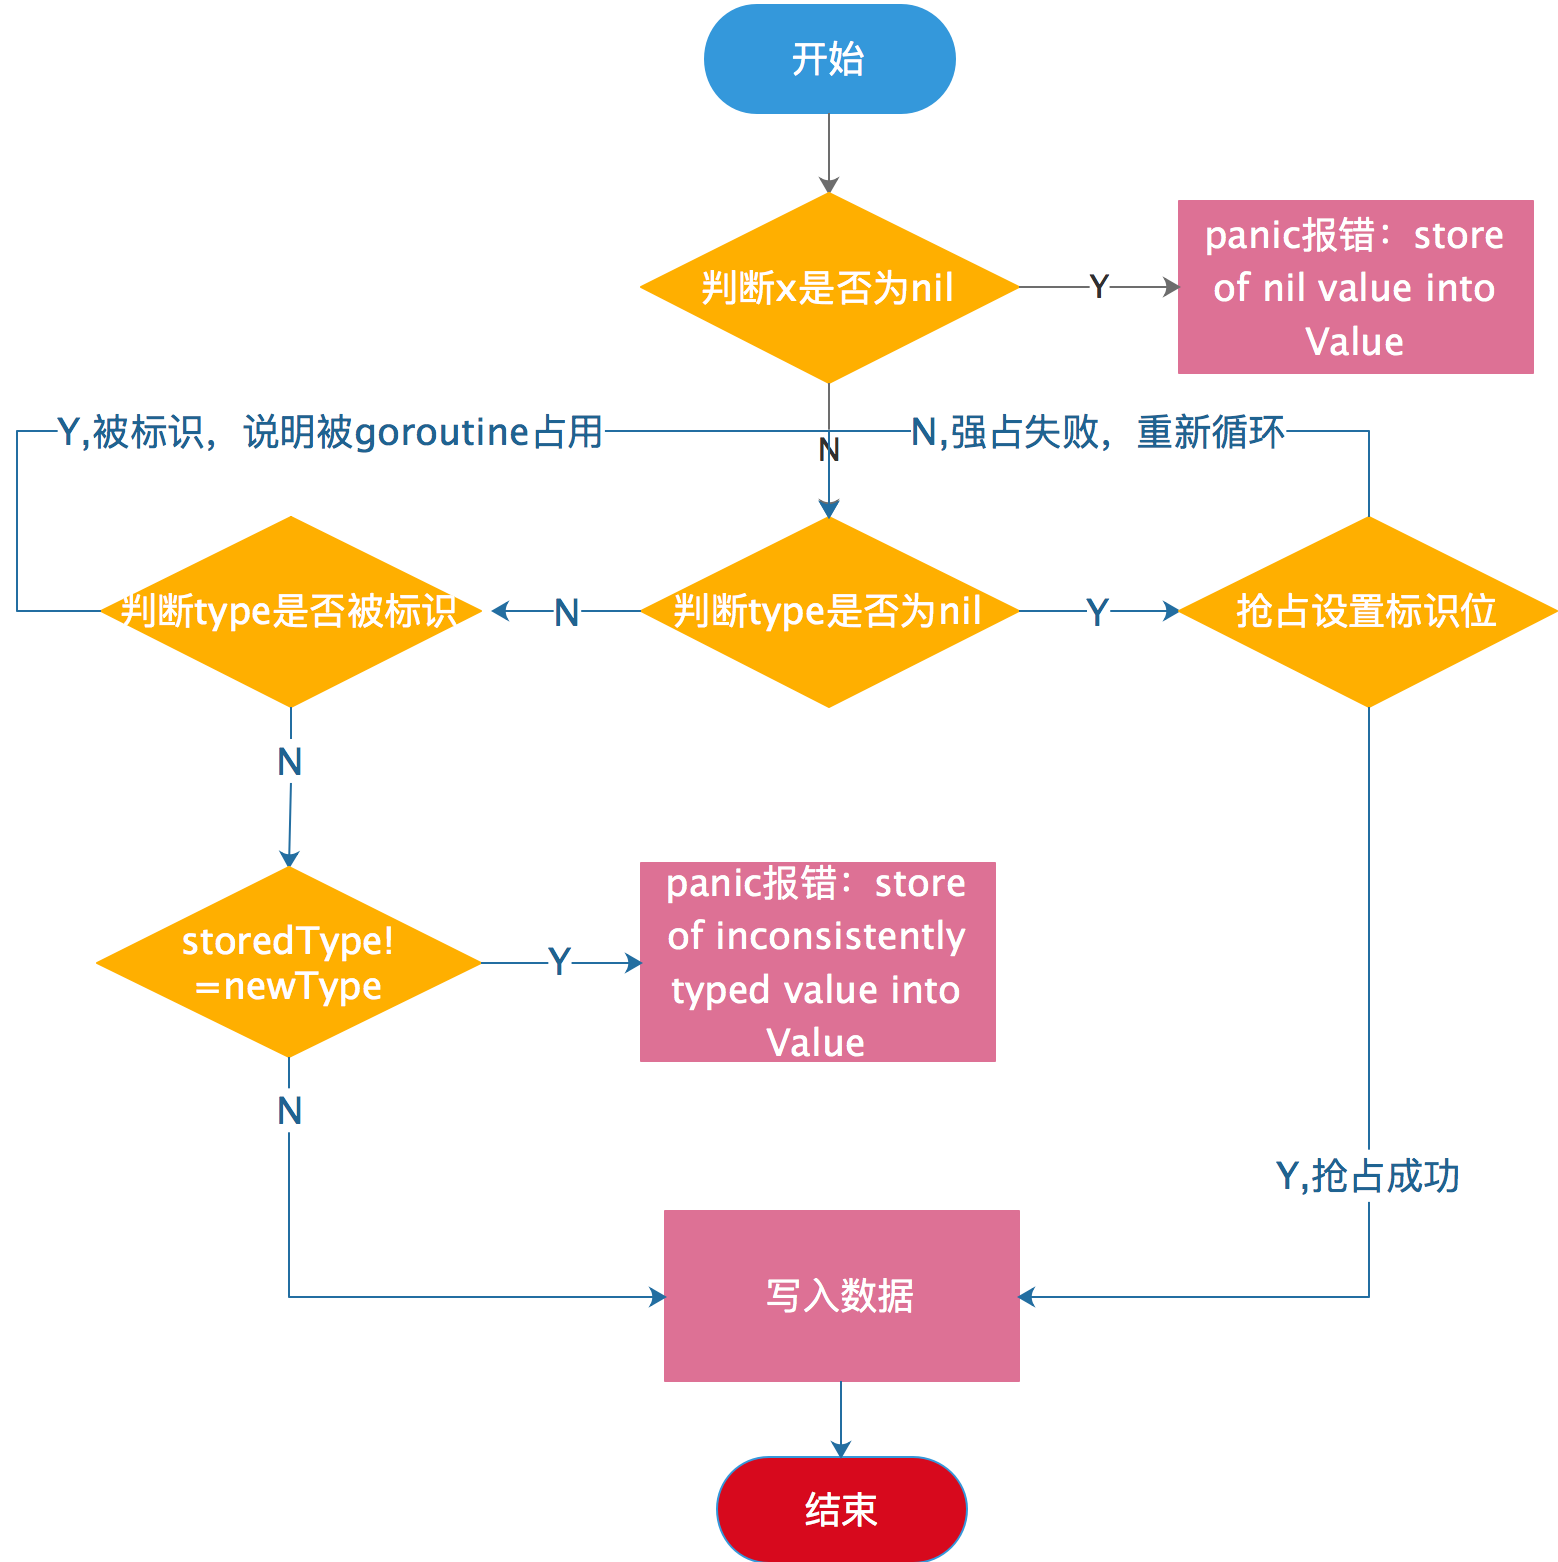 开始
判断x是否为nil
Y
panic报错：store
of nil value into
Value
Y,被标识，说明被goroutine占用
N
N,强占失败，重新循环
判断type是否被标识
N
判断type是否为nil
Y
抢占设置标识位
N
storedType!
=newType
Y
panic报错：store
of inconsistently
typed value into
Value
N
Y,抢占成功
写入数据
结束